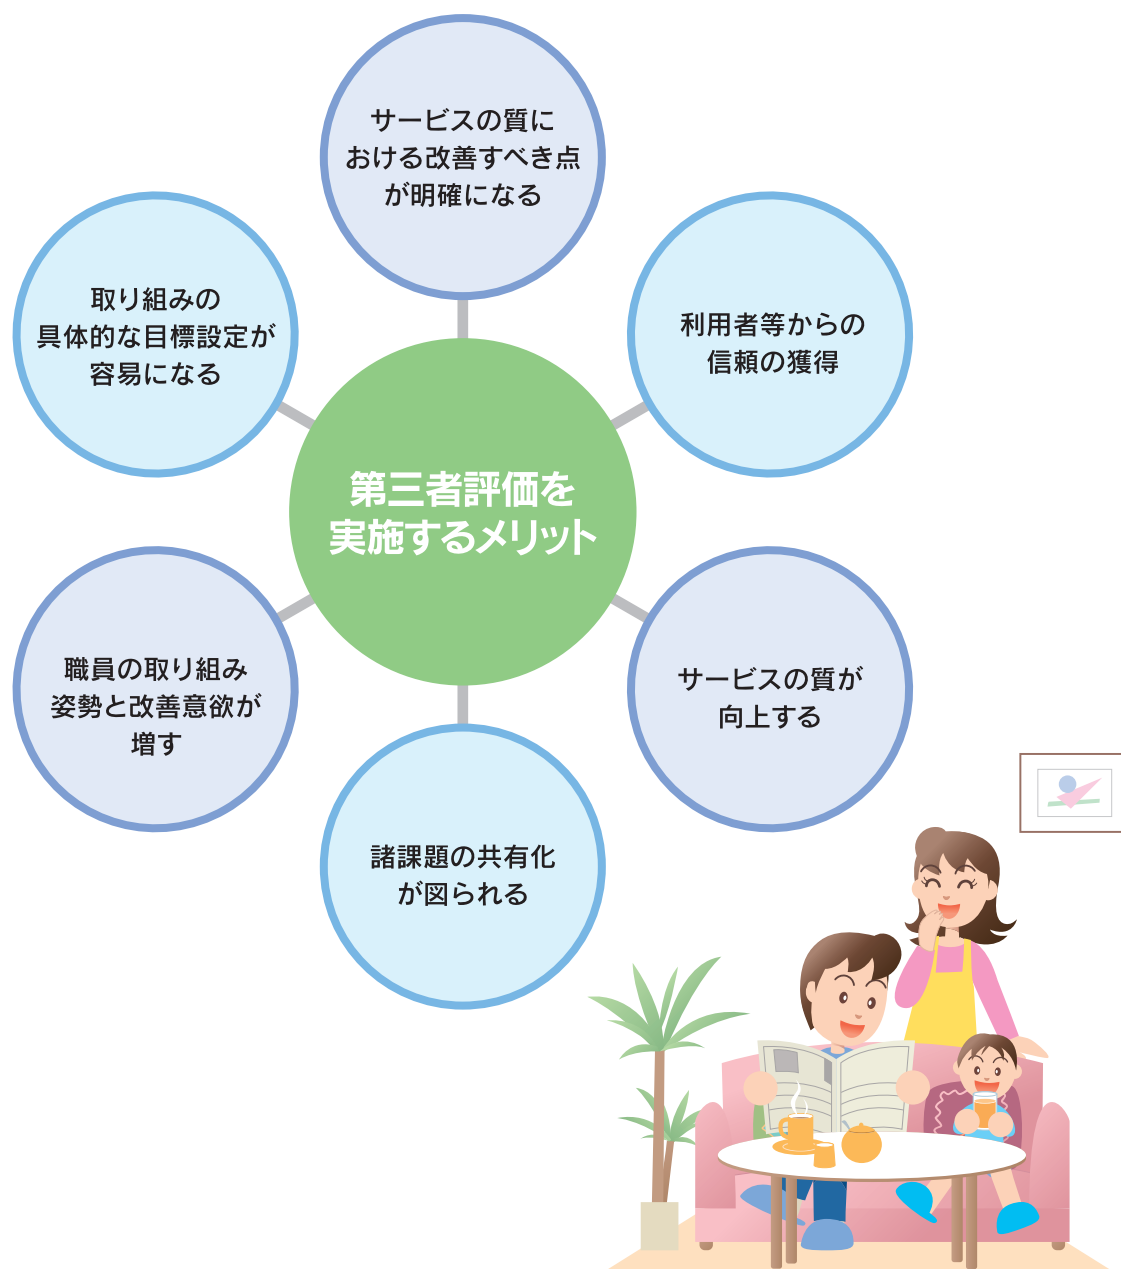 サービスの質に
おける改善すべき点
が明確になる
利用者等からの
信頼の獲得
サービスの質が
向上する
諸課題の共有化
が図られる
職員の取り組み
姿勢と改善意欲が
増す
取り組みの
具体的な目標設定が
容易になる
第三者評価を
実施するメリット